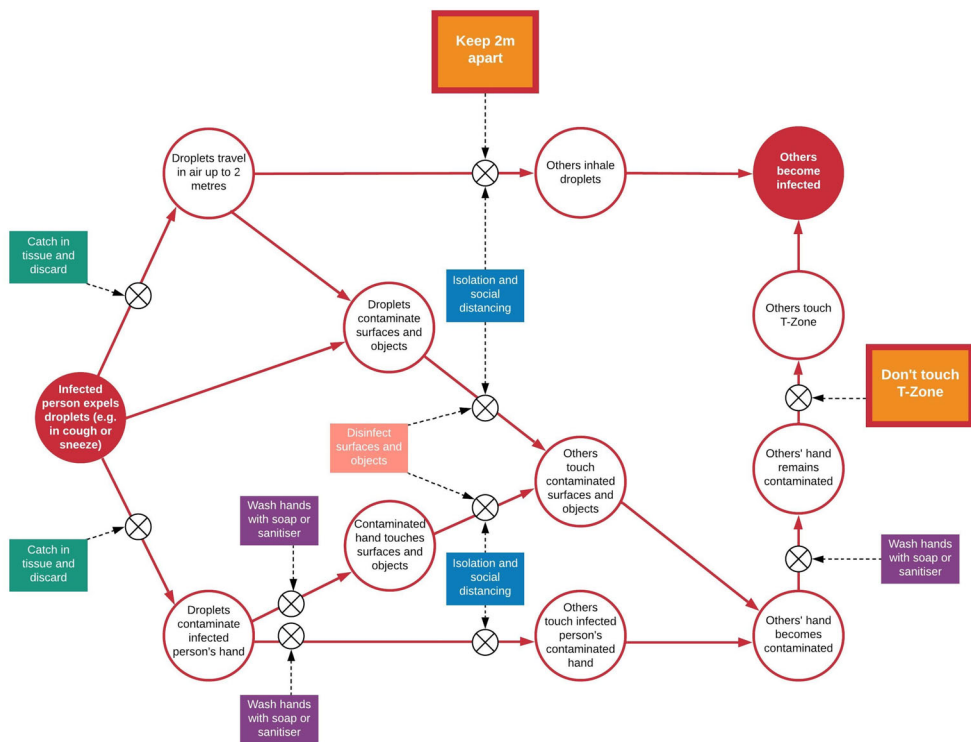 Keep 2m
apart
Droplets travel
in air up to 2
metres
Others inhale
droplets
Others
become
infected
Catch in
tissue and
discard
Isolation and
social
distancing
Droplets
contaminate
surfaces and
objects
Others touch
T-Zone
Don't touch
T-Zone
Infected
person expels
droplets (e.g.
in cough or
sneeze)
Disinfect
surfaces and
objects
Others
touch
contaminated
surfaces and
objects
Others' hand
remains
contaminated
Wash hands
with soap or
sanitiser
Contaminated
hand touches
surfaces and
objects
Catch in
tissue and
discard
Isolation and
social
distancing
Wash hands
with soap or
sanitiser
Droplets
contaminate
infected
person's hand
Others
touch infected
person's
contaminated
hand
Others' hand
becomes
contaminated
Wash hands
with soap or
sanitiser